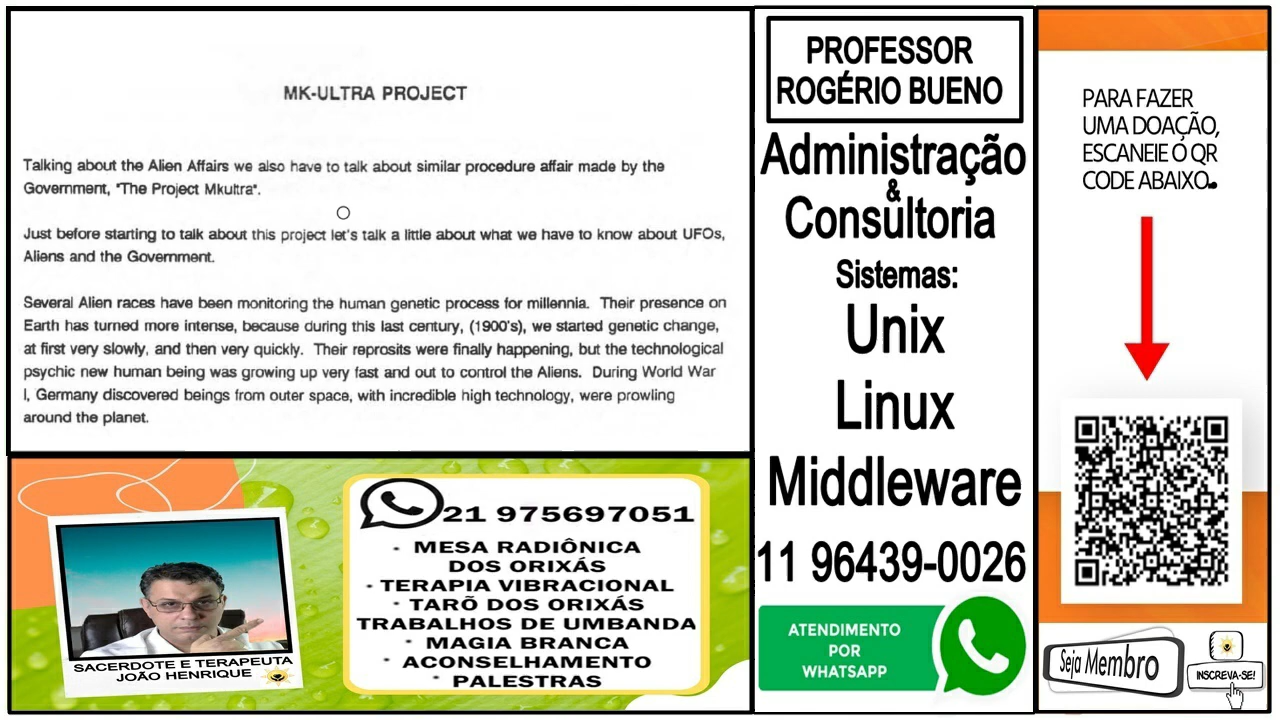 MK-ULTRA PROJECT
Talking about the Alien Affairs we also have to talk about similar procedure affair made by the
Government, "The Project Mkultra".
Just before starting to talk about this project let's talk a little about what we have to know about UFOs,
Aliens and the Government.
Several Alien races have been monitoring the human genetic process for millennia. Their presence on
Earth has turned more intense, because during this last century, (1900's), we started genetic change,
at first very slowly, and then very quickly. Their reprosits were finally happening, but the technological
psychic new human being was growing up very fast and out to control the Aliens. During World War
I, Germany discovered beings from outer space, with incredible high technology, were prowling
around the planet.
SACERDOTE E TERAPEUTA
JOÃO HENRIQUE
21 975697051
· MESA RADIÔNICA
DOS ORIXÁS
· TERAPIA VIBRACIONAL
· TARÕ DOS ORIXÁS
TRABALHOS DE UMBANDA
· MAGIA BRANCA
· ACONSELHAMENTO
· PALESTRAS
PROFESSOR
ROGÉRIO BUENO
Administração
&
Consultoria
Sistemas:
Unix
Linux
Middleware
11 96439-0026
ATENDIMENTO
POR
WHATSAPP
PARA FAZER
UMA DOAÇÃO,
ESCANEIE O QR
CODE ABAIXO..
Seja Membro
INSCREVA-SE!